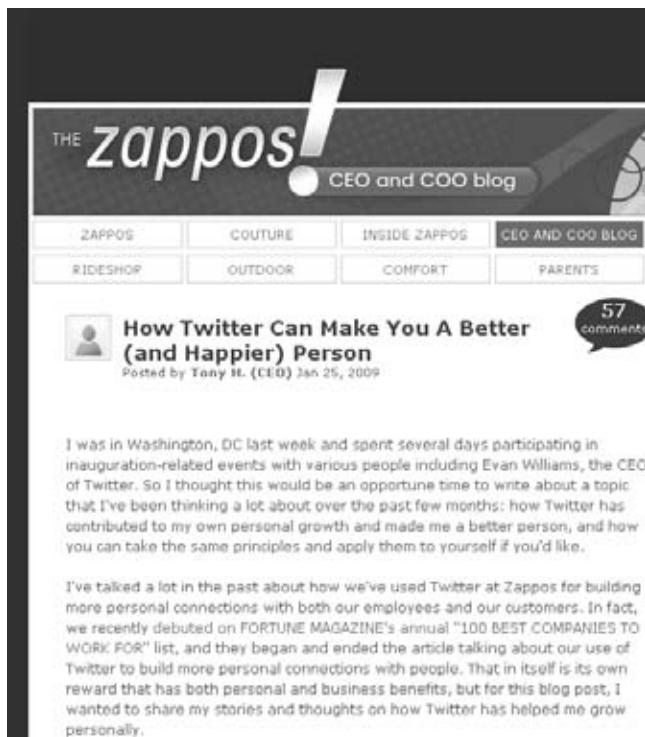 THE zappos!
CEO and COO blog
ZAPPOS COUTURE INSIDE ZAPPOS CEO AND COO BLOG
RIDESHOP OUTDOOR COMFORT PARENTS
57
comments
How Twitter Can Make You A Better
(and Happier) Person
Posted by Tony H. (CEO) Jan 25, 2009
I was in Washington, DC last week and spent several days participating in
inauguration-related events with various people including Evan Williams, the CEO
of Twitter. So I thought this would be an opportune time to write about a topic
that I've been thinking a lot about over the past few months: how Twitter has
contributed to my own personal growth and made me a better person, and how
you can take the same principles and apply them to yourself if you'd like.
I've talked a lot in the past about how we've used Twitter at Zappos for building
more personal connections with both our employees and our customers. In fact,
we recently debuted on FORTUNE MAGAZINE's annual "100 BEST COMPANIES TO
WORK FOR" list, and they began and ended the article talking about our use of
Twitter to build more personal connections with people. That in itself is its own
reward that has both personal and business benefits, but for this blog post, I
wanted to share my stories and thoughts on how Twitter has helped me grow
personally.